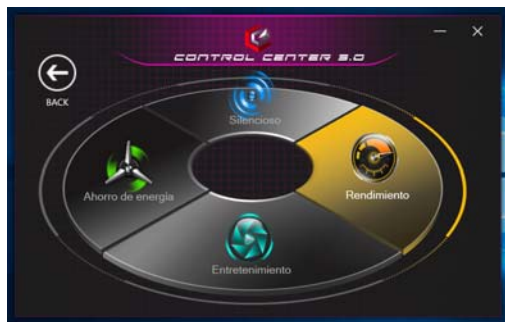 CONTROL CENTER 3.0
BACK
Silencioso
Ahorro de energía
Rendimiento
Entretenimiento